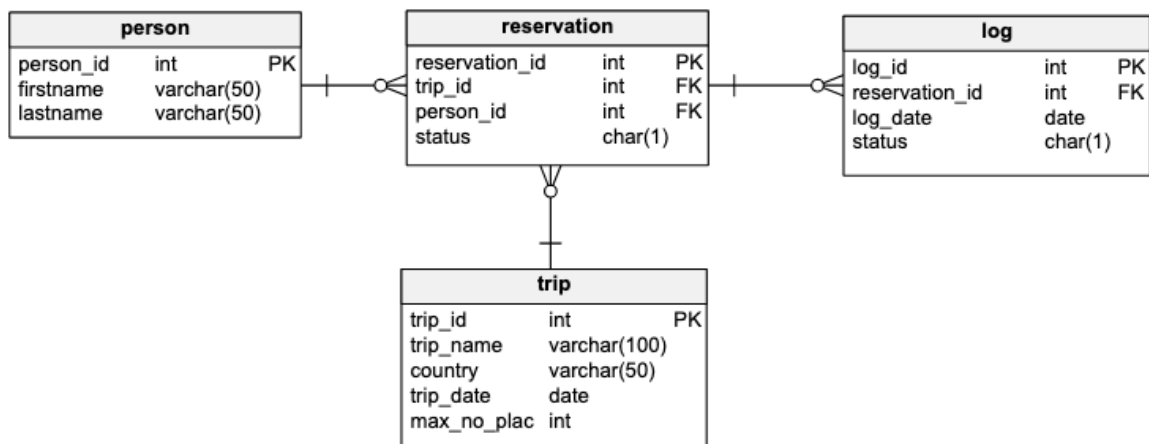 person
person_id int PK
firstname varchar(50)
lastname varchar(50)
reservation
reservation_id int PK
trip_id int FK
person_id int FK
status char(1)
log
log_id int PK
reservation_id int FK
log_date date
status char(1)
trip
trip_id int PK
trip_name varchar(100)
country varchar(50)
trip_date date
max_no_plac int